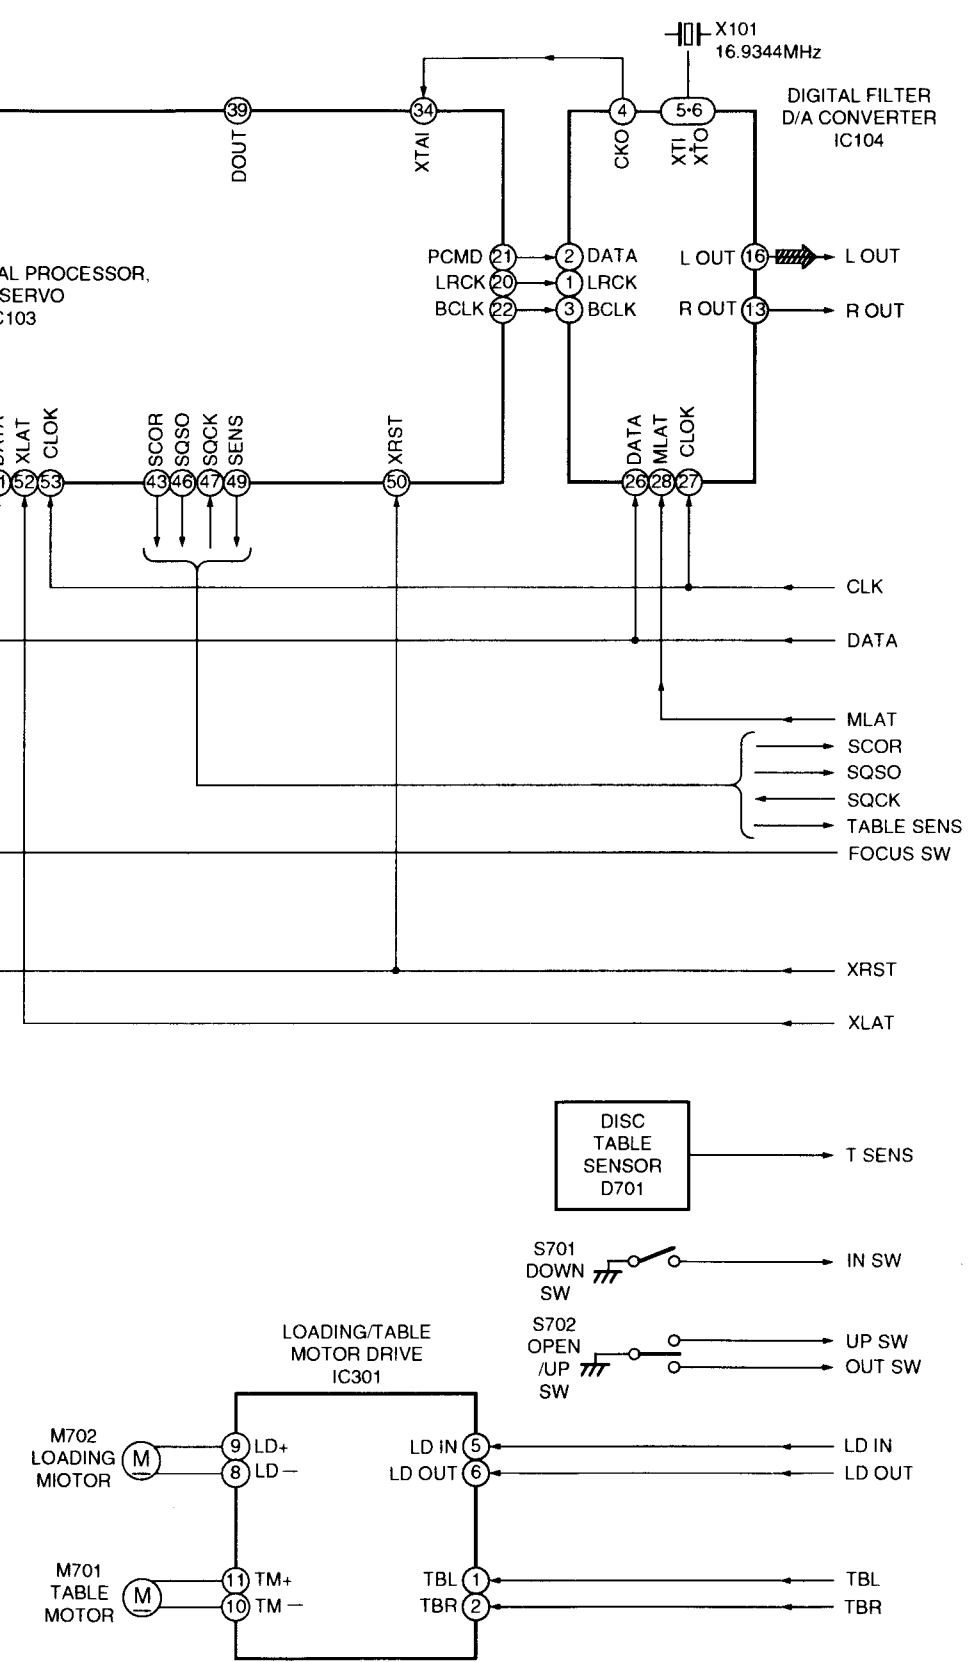 X101
16.9344MHz
DIGITAL FILTER
D/A CONVERTER
IC104
39
34
4
5•6
DOUT
XTAI
CKO
XTI
•
XTO
AL PROCESSOR,
SERVO
C103
PCMD 21
LRCK 20
BCLK 22
2 DATA
1 LRCK
3 BCLK
L OUT 16
L OUT
R OUT 13
R OUT
XLAT
CLOK
SCOR
SQSO
SQCK
SENS
XRST
DATA
MLAT
CLOK
52 53
43 46 47 49
50
26 28 27
CLK
DATA
MLAT
SCOR
SQSO
SQCK
TABLE SENS
FOCUS SW
XRST
XLAT
DISC
TABLE
SENSOR
D701
T SENS
S701
DOWN
SW
IN SW
S702
OPEN
/UP
SW
UP SW
OUT SW
LOADING/TABLE
MOTOR DRIVE
IC301
M702
LOADING
MIOTOR
M
9 LD+
8 LD−
LD IN 5
LD OUT 6
LD IN
LD OUT
M701
TABLE
MOTOR
M
11 TM+
10 TM−
TBL 1
TBR 2
TBL
TBR